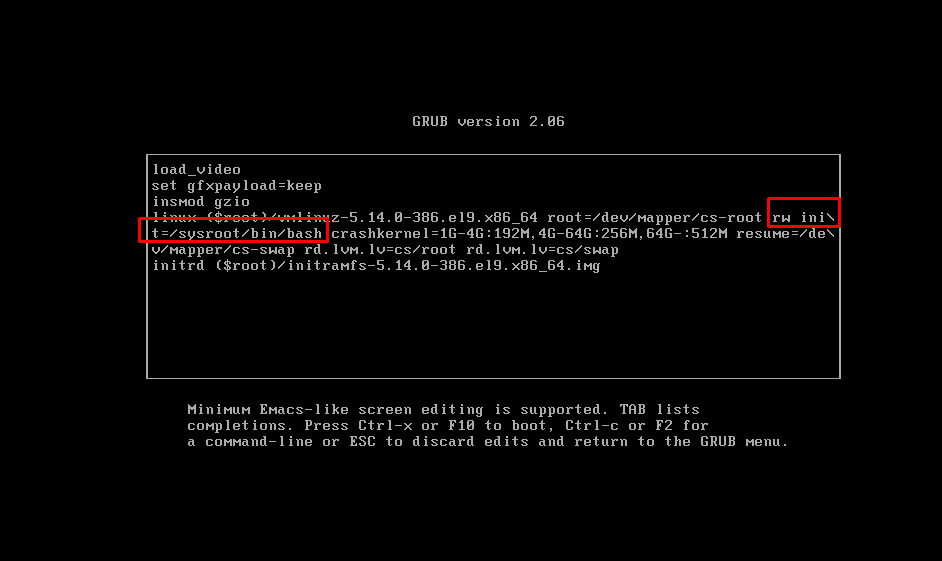 GRUB version 2.06
load_video
set gfxpayload=keep
insmod gzio
linux ($root)/vmlinuz-5.14.0-386.el9.x86_64 root=/dev/mapper/cs-root rw ini\
t=/sysroot/bin/bash crashkernel=1G-4G:192M,4G-64G:256M,64G-:512M resume=/de\
v/mapper/cs-swap rd.lvm.lv=cs/root rd.lvm.lv=cs/swap
initrd ($root)/initramfs-5.14.0-386.el9.x86_64.img
Minimum Emacs-like screen editing is supported. TAB lists
completions. Press Ctrl-x or F10 to boot, Ctrl-c or F2 for
a command-line or ESC to discard edits and return to the GRUB menu.